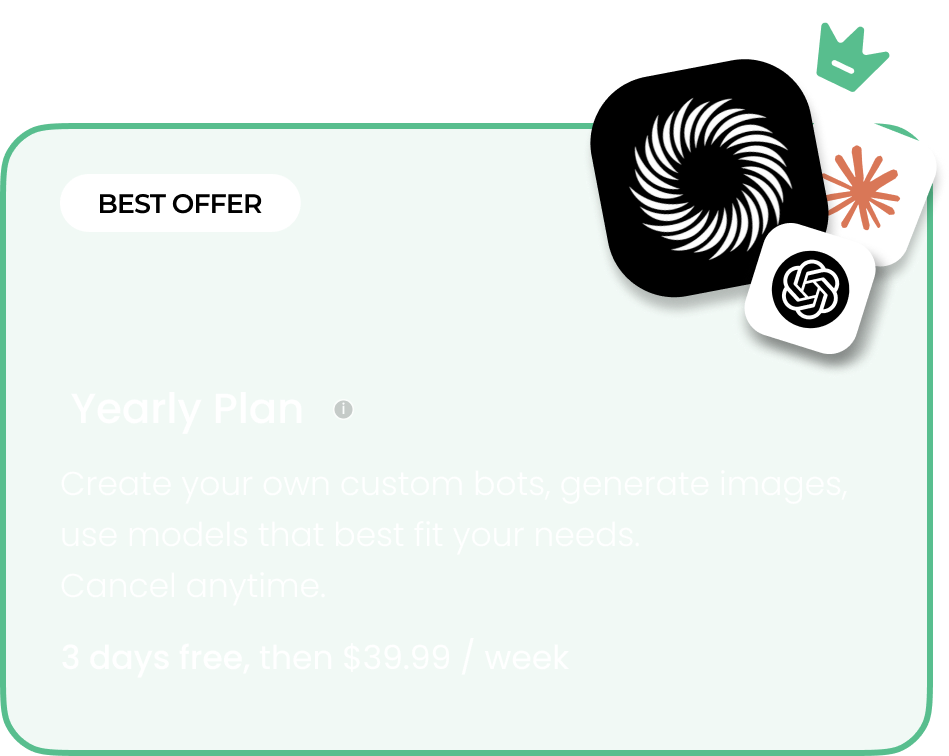 BEST OFFER
Yearly Plan i
Create your own custom bots, generate images,
use models that best fit your needs.
Cancel anytime.
3 days free, then $39.99 / week